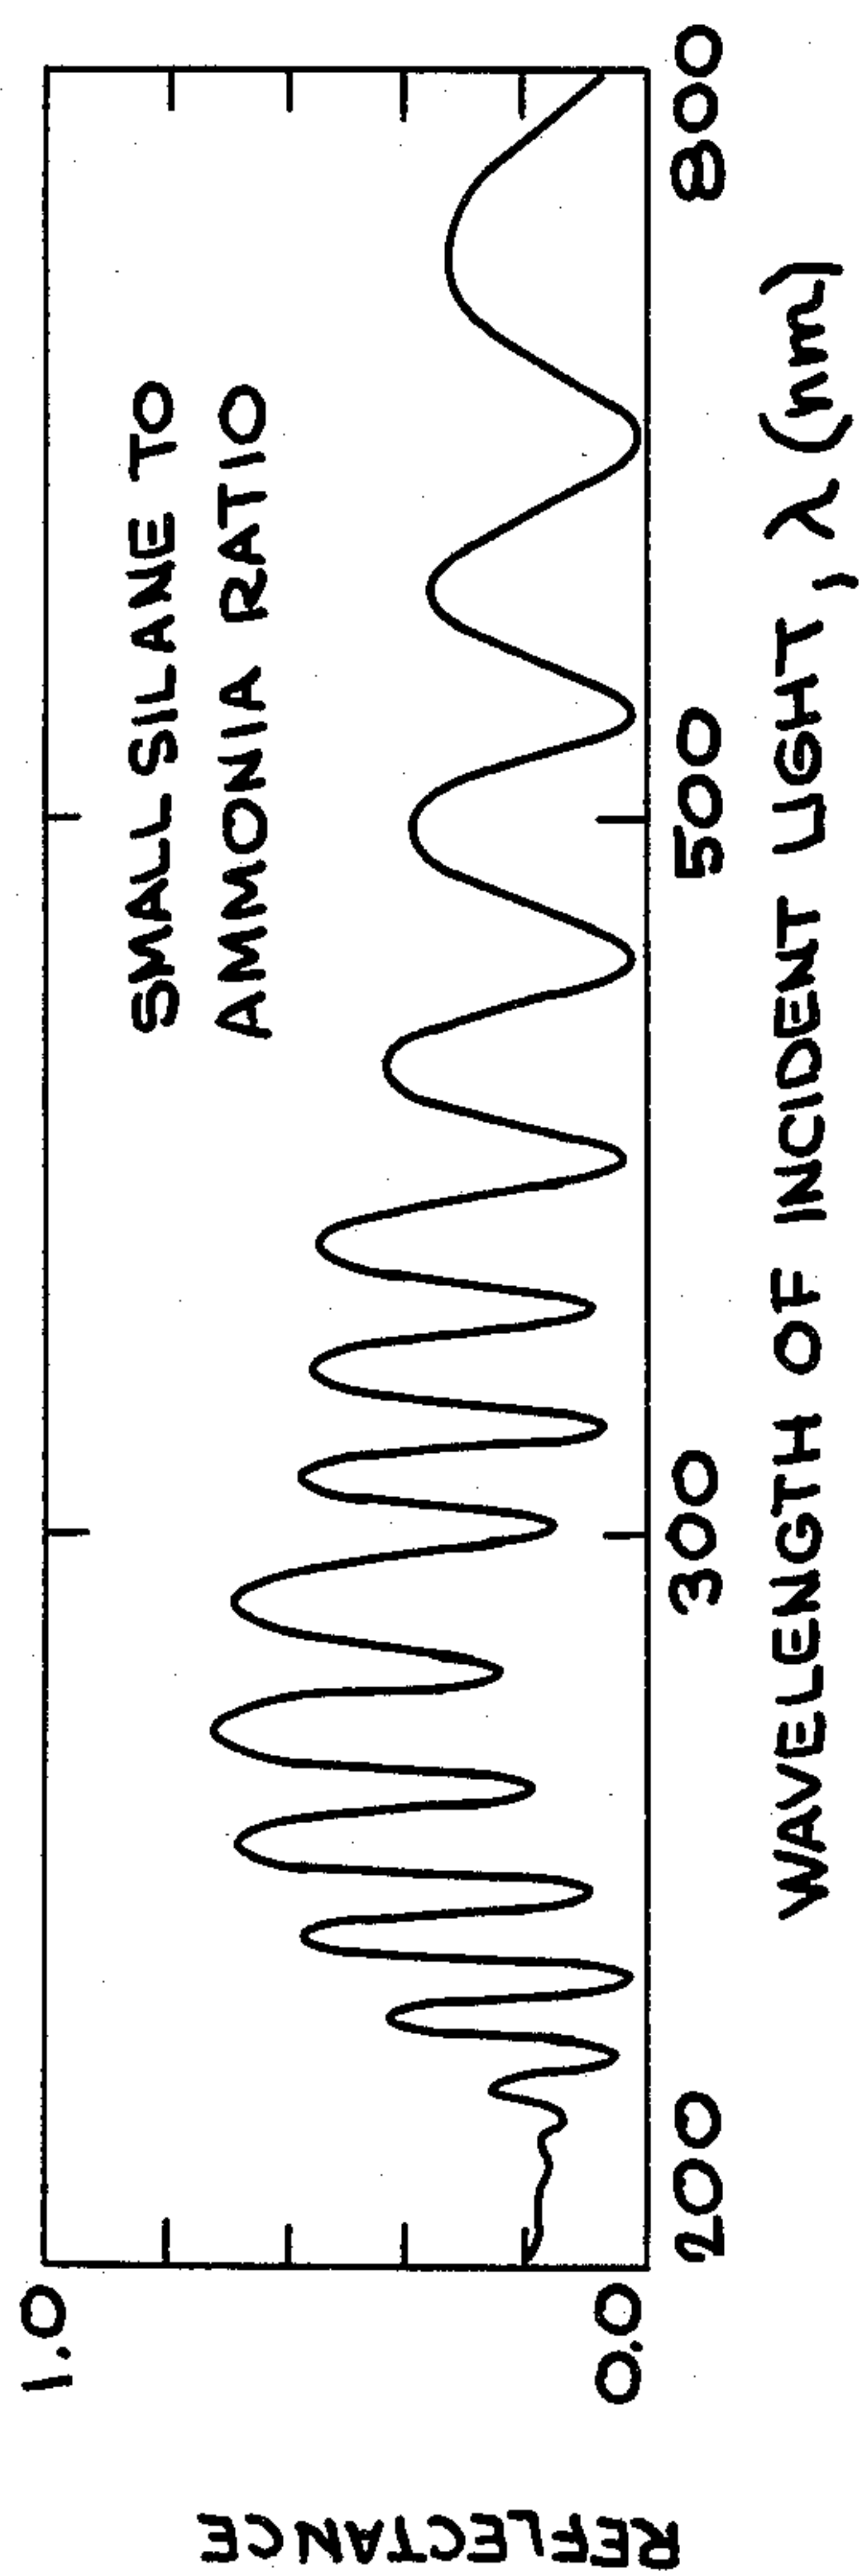 SMALL SILANE TO
AMMONIA RATIO
1.0
0.0
REFLECTANCE
200
300
500
800
WAVELENGTH OF INCIDENT LIGHT, λ (nm)